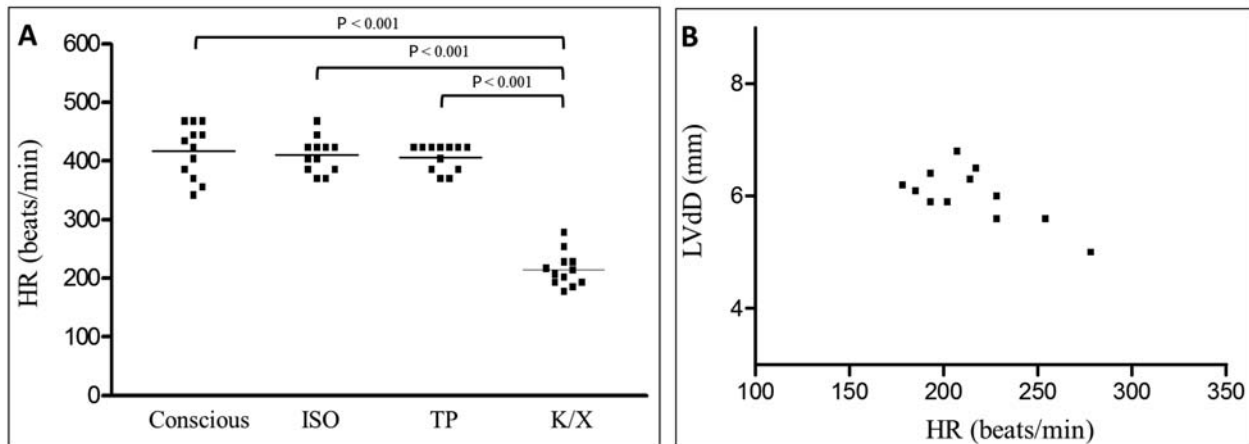 A
P < 0.001
P < 0.001
P < 0.001
600
500
400
300
200
100
0
HR (beats/min)
Conscious ISO TP K/X
B
8
6
4
LVdD (mm)
100 150 200 250 300 350
HR (beats/min)